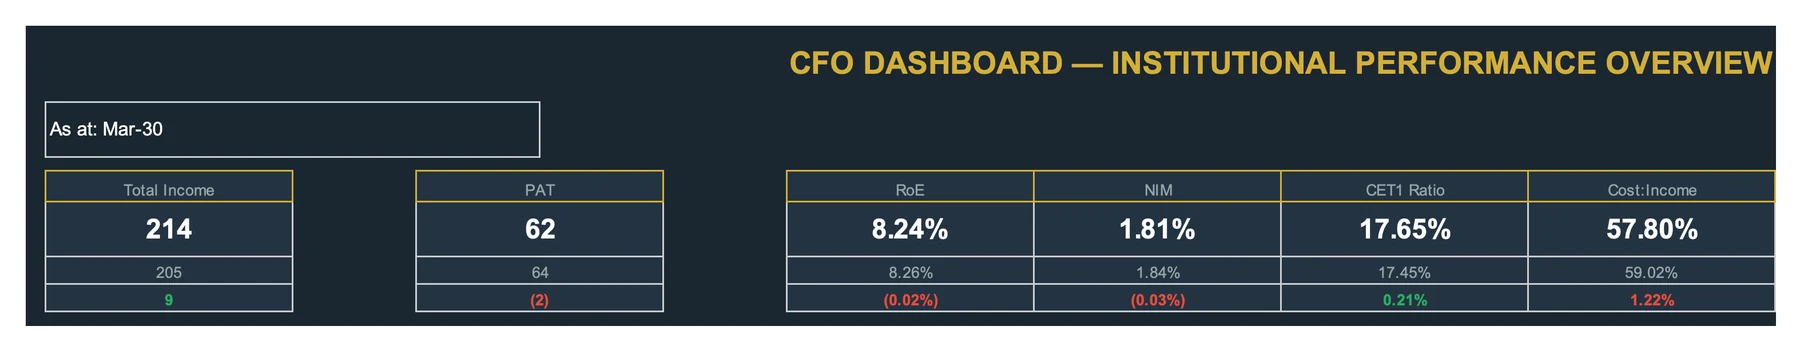 CFO DASHBOARD — INSTITUTIONAL PERFORMANCE OVERVIEW
As at: Mar-30
Total Income PAT RoE NIM CET1 Ratio Cost:Income
214 62 8.24% 1.81% 17.65% 57.80%
205 64 8.26% 1.84% 17.45% 59.02%
9 (2) (0.02%) (0.03%) 0.21% 1.22%